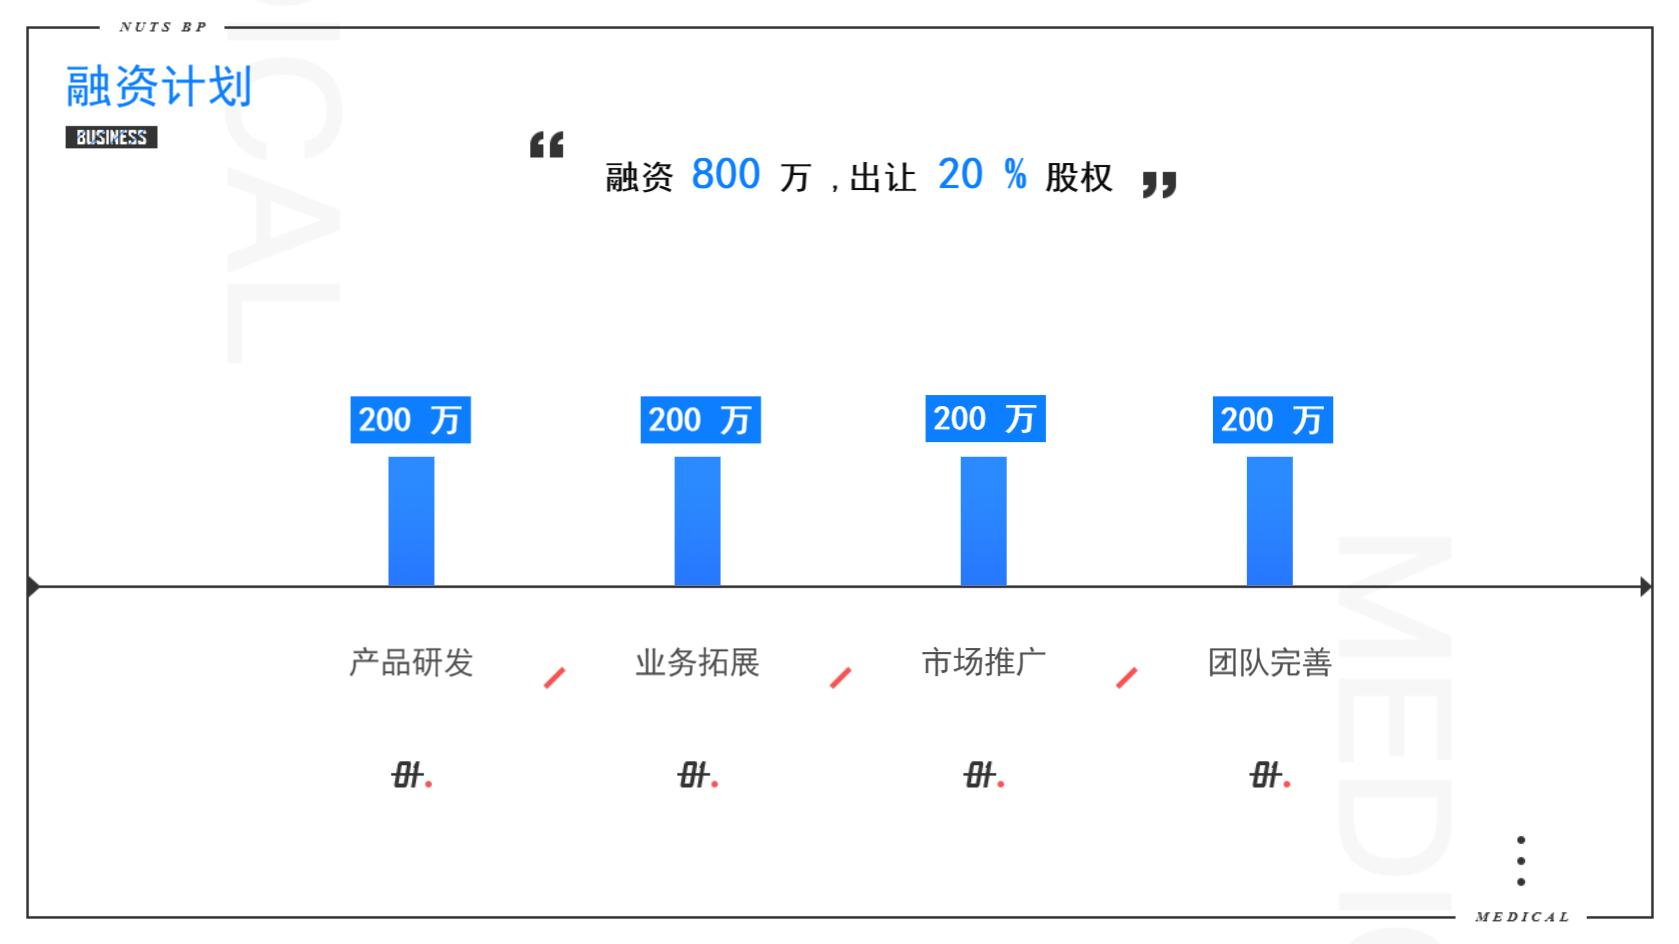 NUTS BP
融资计划
BUSINESS
“ 融资 800 万 , 出让 20 % 股权 ”
200 万
200 万
200 万
200 万
产品研发
业务拓展
市场推广
团队完善
01.
01.
01.
01.
MEDICAL
ICAL
MEDIC